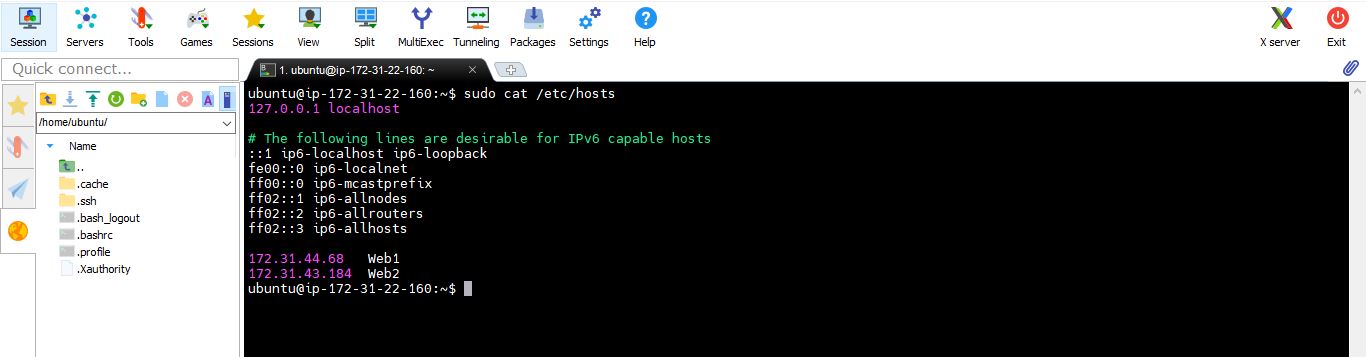 Session Servers Tools Games Sessions View Split MultiExec Tunneling Packages Settings Help X server Exit
Quick connect...
1. ubuntu@ip-172-31-22-160: ~
/home/ubuntu/
Name
..
.cache
.ssh
.bash_logout
.bashrc
.profile
.Xauthority
ubuntu@ip-172-31-22-160:~$ sudo cat /etc/hosts
127.0.0.1 localhost
# The following lines are desirable for IPv6 capable hosts
::1 ip6-localhost ip6-loopback
fe00::0 ip6-localnet
ff00::0 ip6-mcastprefix
ff02::1 ip6-allnodes
ff02::2 ip6-allrouters
ff02::3 ip6-allhosts
172.31.44.68   Web1
172.31.43.184  Web2
ubuntu@ip-172-31-22-160:~$